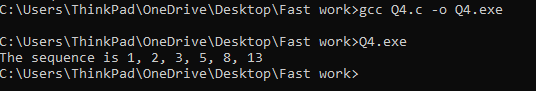 C:\Users\ThinkPad\OneDrive\Desktop\Fast work>gcc Q4.c -o Q4.exe
C:\Users\ThinkPad\OneDrive\Desktop\Fast work>Q4.exe
The sequence is 1, 2, 3, 5, 8, 13
C:\Users\ThinkPad\OneDrive\Desktop\Fast work>